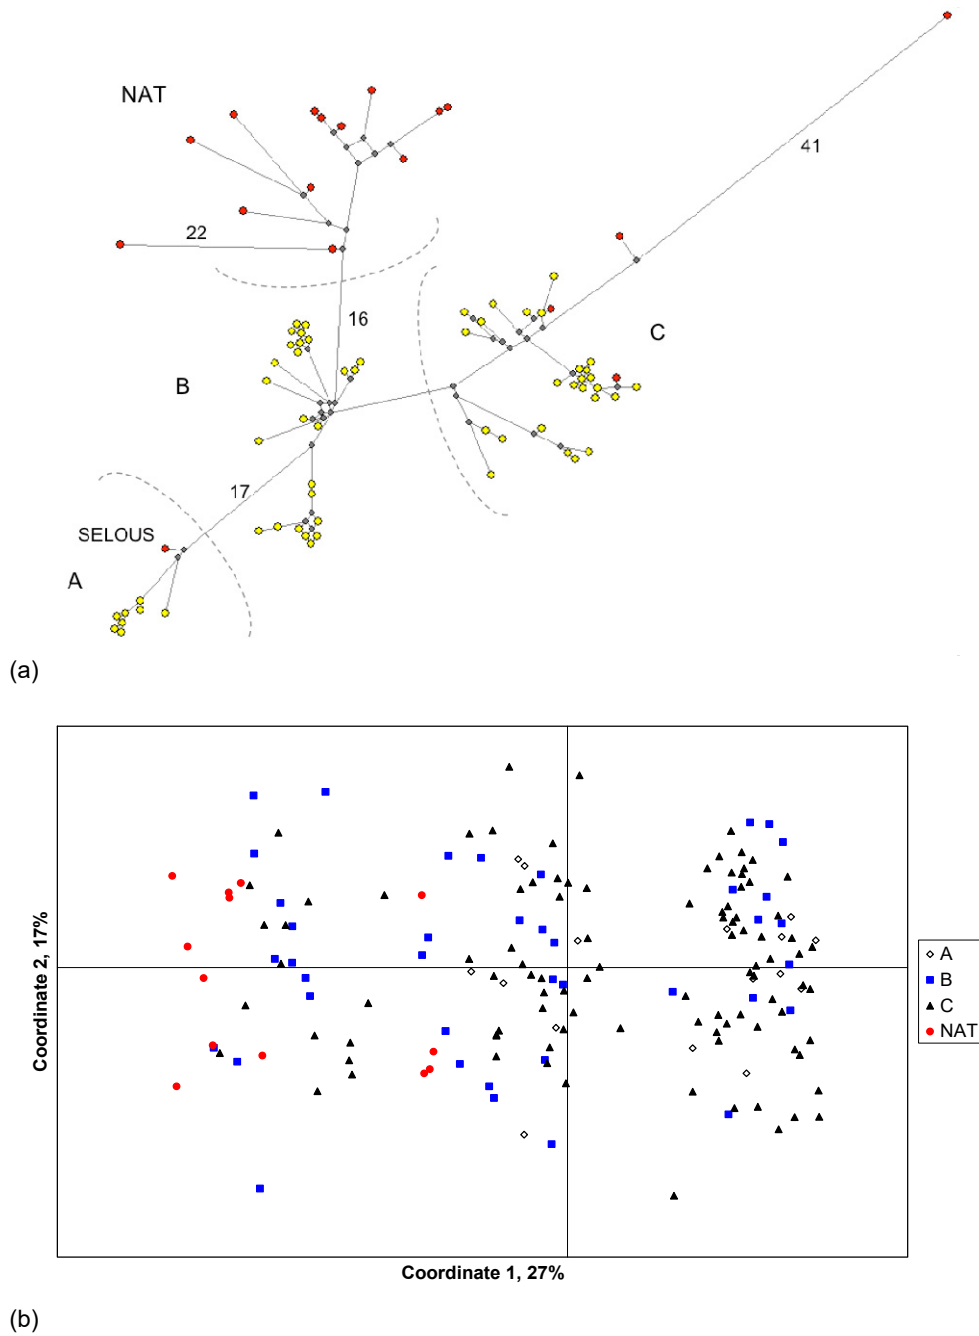 NAT
41
22
16
C
B
17
SELOUS
A
(a)
Coordinate 2, 17%
A
B
C
NAT
Coordinate 1, 27%
(b)